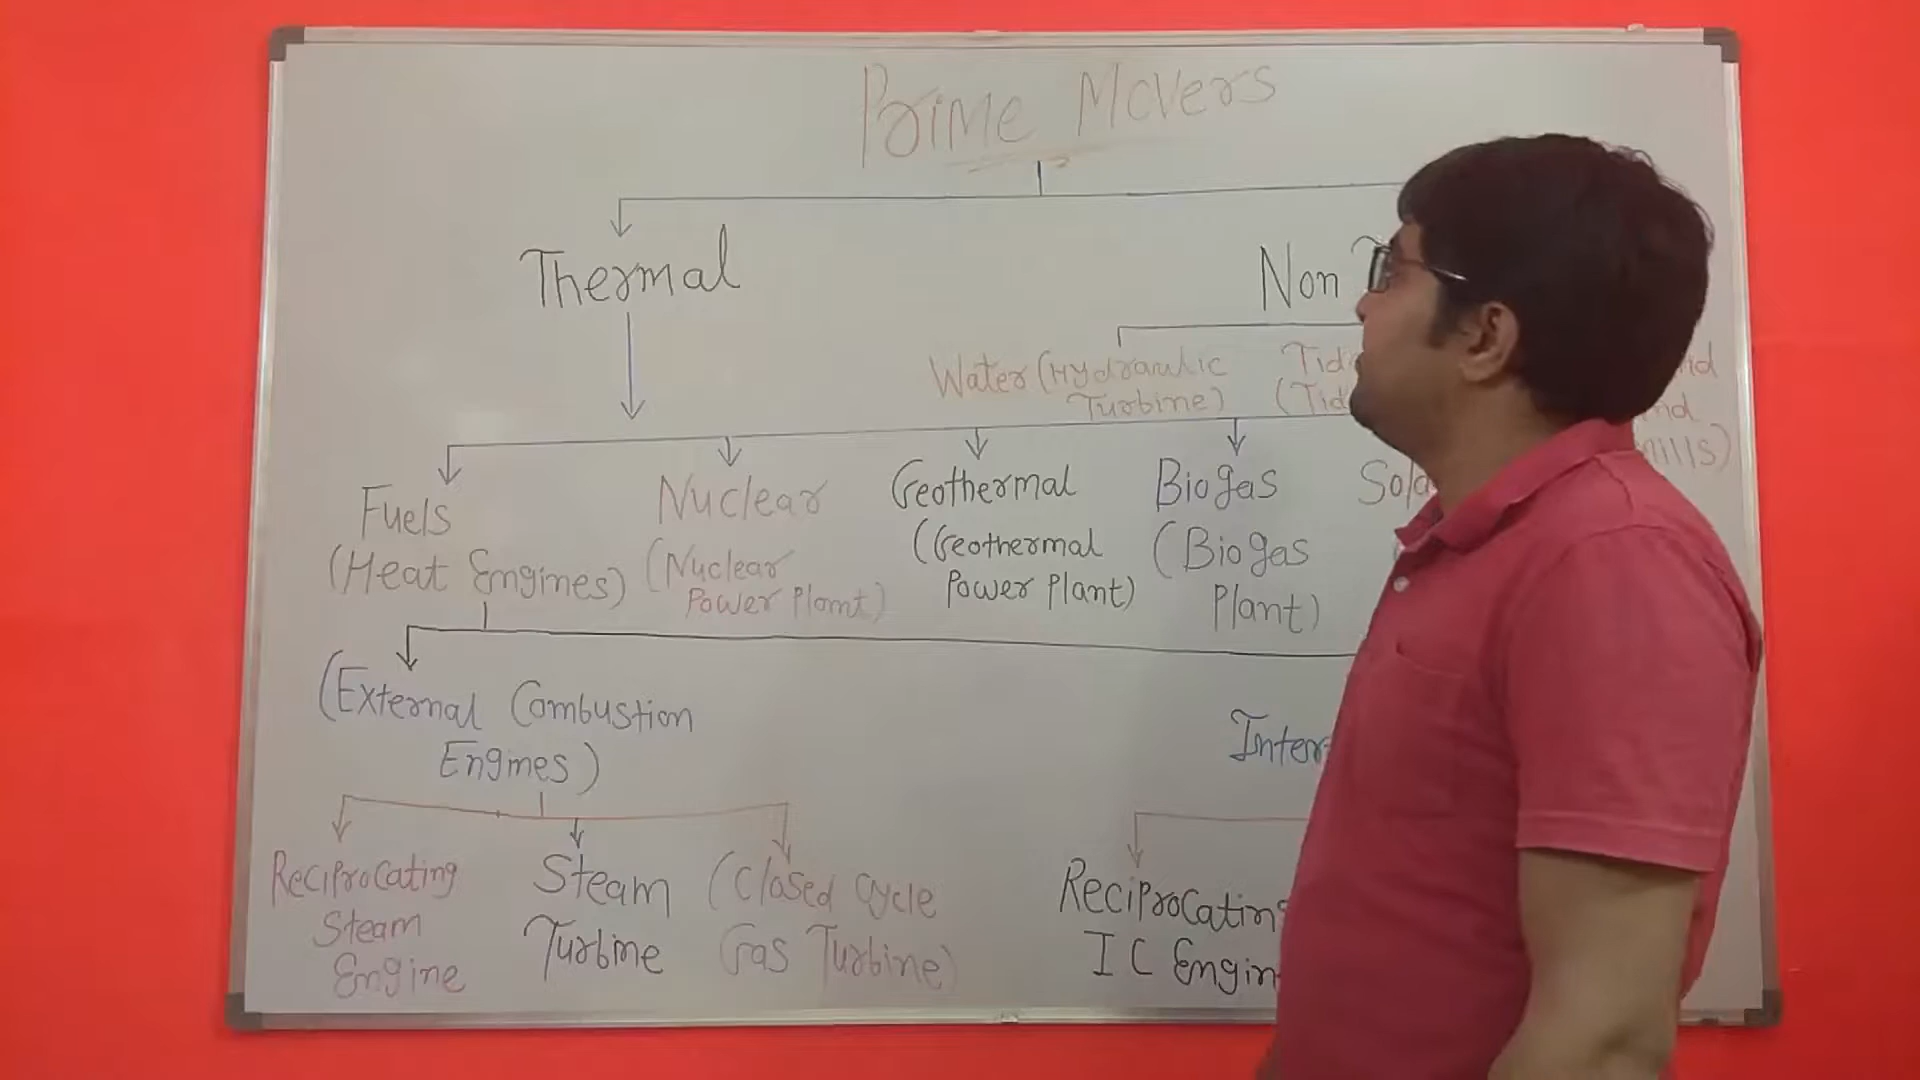 Prime Movers
Thermal
Non
Water (Hydraulic
Turbine)
Fuels
(Heat Engines)
Nuclear
(Nuclear
Power Plant)
Geothermal
(Geothermal
Power Plant)
Biogas
(Biogas
Plant)
(External Combustion
Engines)
Reciprocating
Steam
Engine
Steam
Turbine
(Closed Cycle
Gas Turbine)
Reciprocating
I C Engin